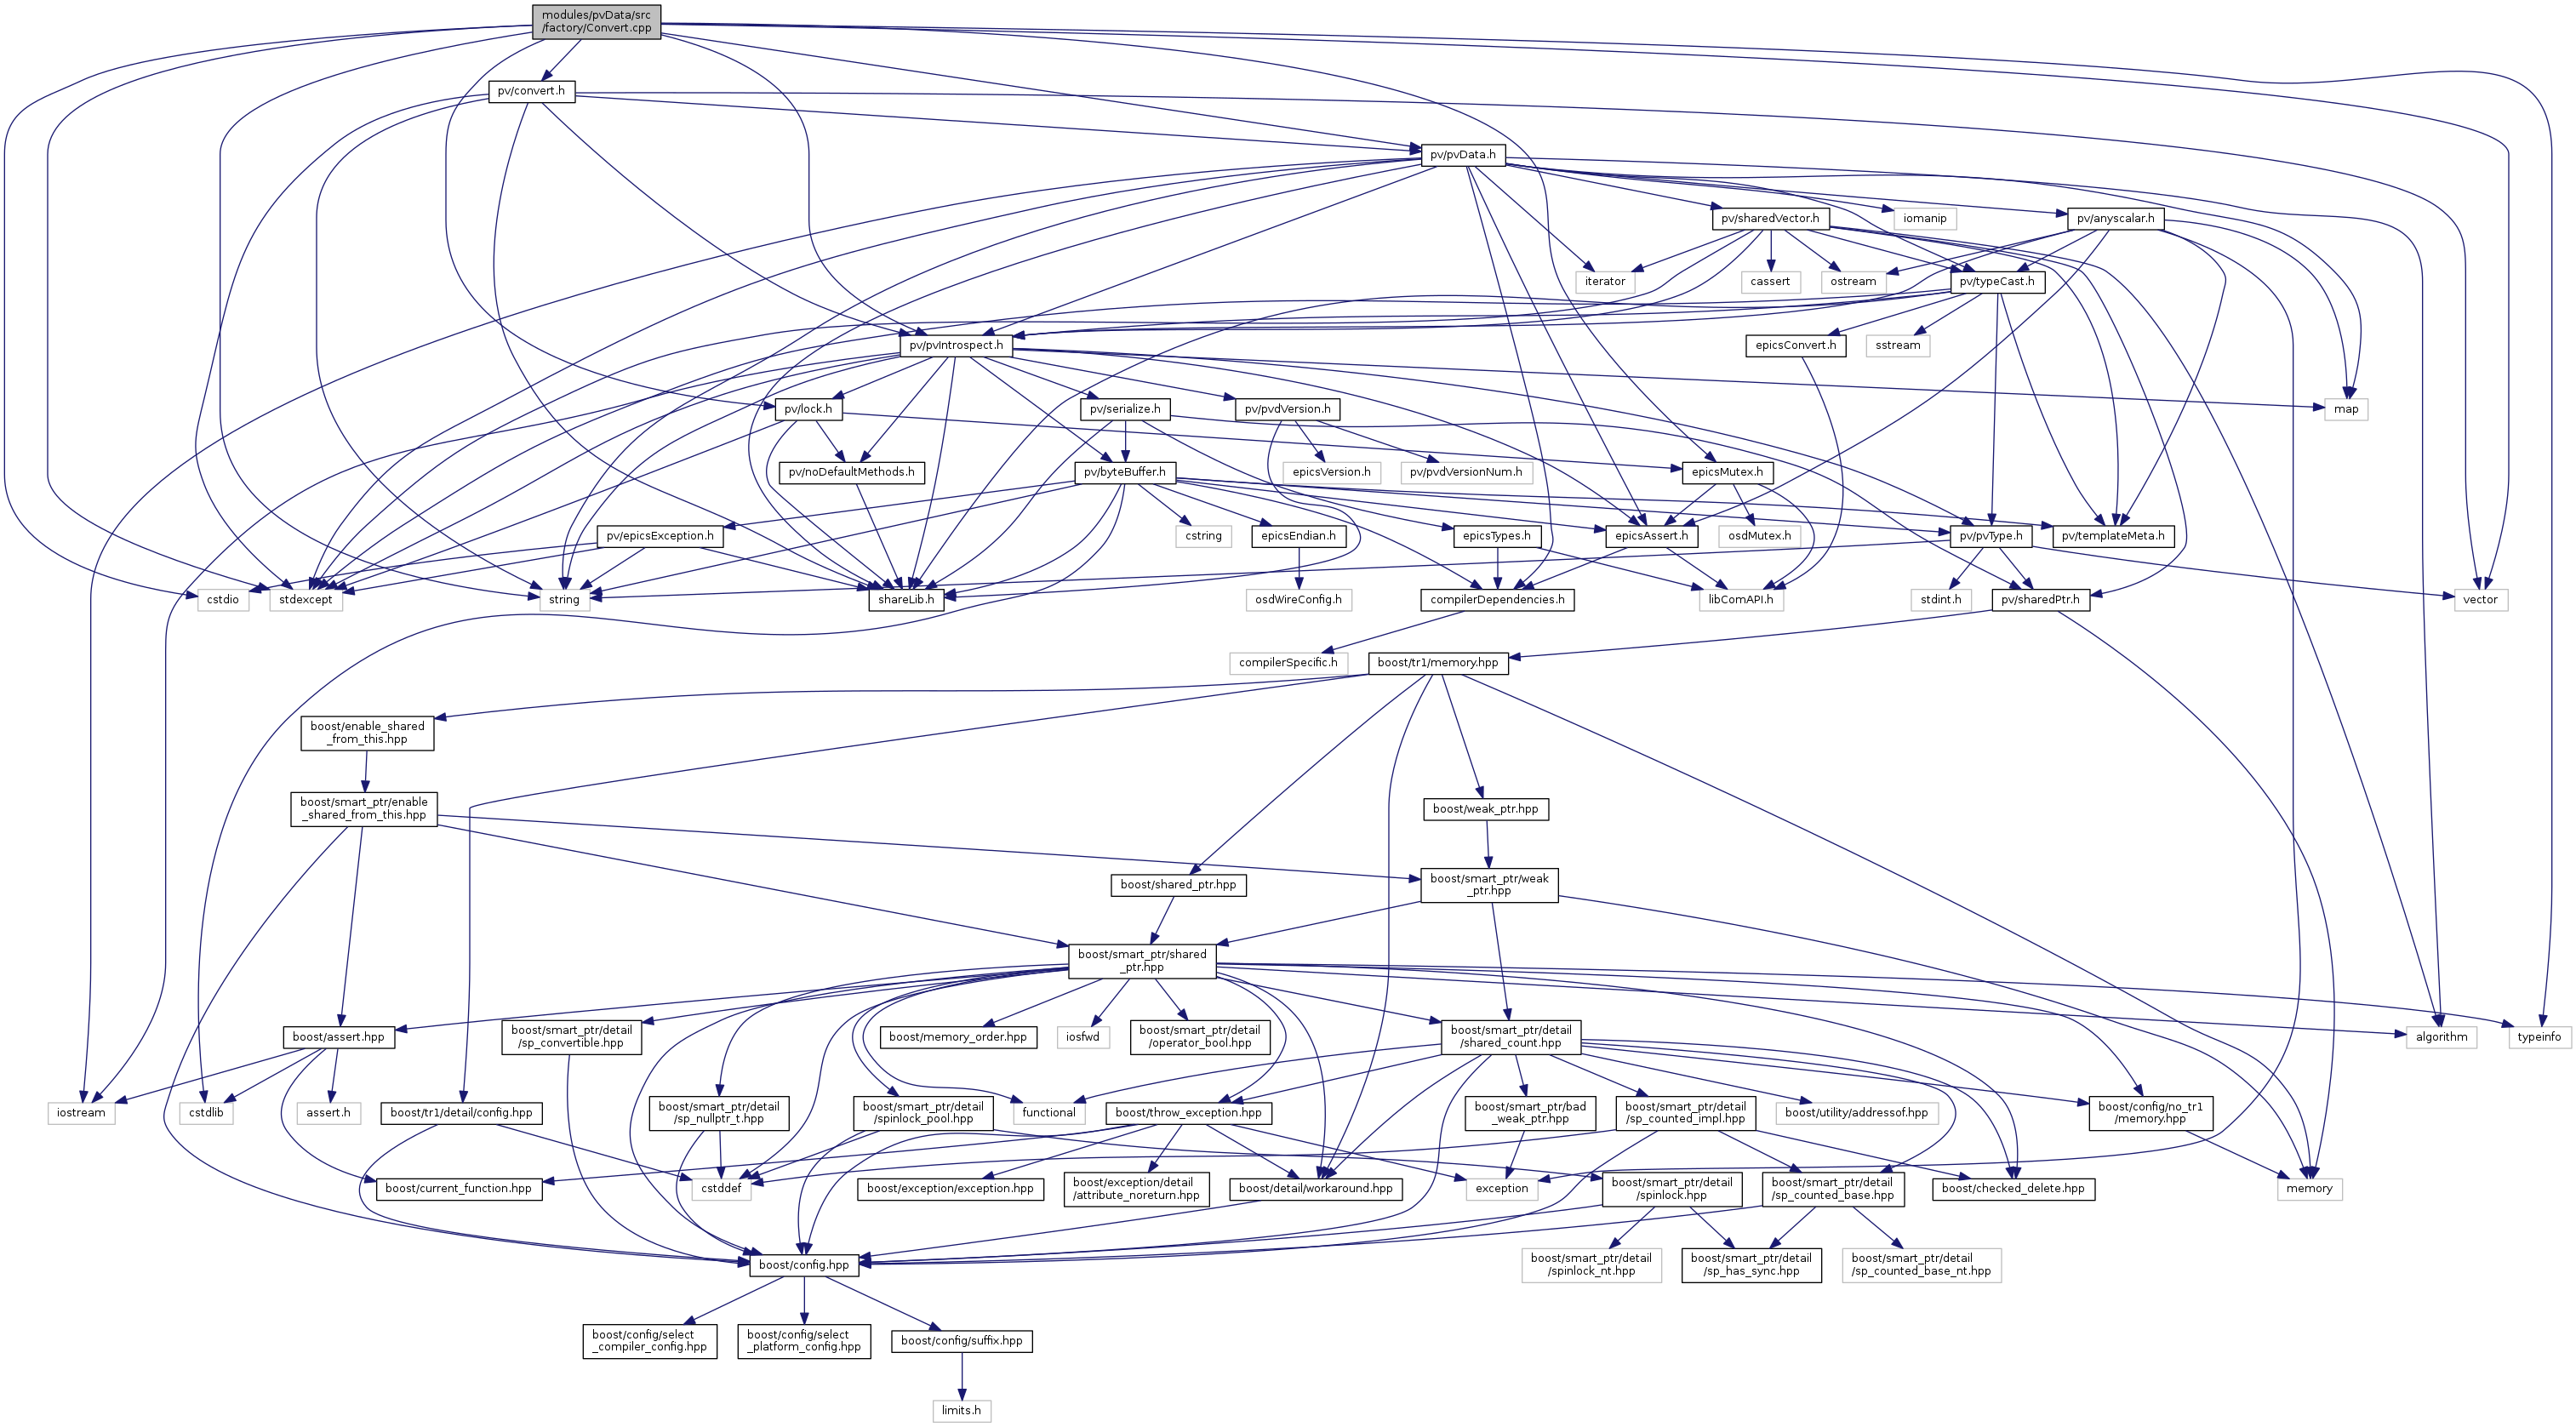 modules/pvData/src
/factory/Convert.cpp
pv/convert.h
pv/pvData.h
pv/sharedVector.h
iomanip
pv/anyscalar.h
iterator
cassert
ostream
pv/typeCast.h
pv/pvIntrospect.h
epicsConvert.h
sstream
pv/lock.h
pv/serialize.h
pv/pvdVersion.h
map
pv/noDefaultMethods.h
pv/byteBuffer.h
epicsVersion.h
pv/pvdVersionNum.h
epicsMutex.h
pv/epicsException.h
cstring
epicsEndian.h
epicsTypes.h
epicsAssert.h
osdMutex.h
pv/pvType.h
pv/templateMeta.h
cstdio
stdexcept
string
shareLib.h
osdWireConfig.h
compilerDependencies.h
libComAPI.h
stdint.h
pv/sharedPtr.h
vector
compilerSpecific.h
boost/tr1/memory.hpp
boost/enable_shared
_from_this.hpp
boost/smart_ptr/enable
_shared_from_this.hpp
boost/weak_ptr.hpp
boost/shared_ptr.hpp
boost/smart_ptr/weak
_ptr.hpp
boost/smart_ptr/shared
_ptr.hpp
boost/assert.hpp
boost/smart_ptr/detail
/sp_convertible.hpp
boost/memory_order.hpp
iosfwd
boost/smart_ptr/detail
/operator_bool.hpp
boost/smart_ptr/detail
/shared_count.hpp
algorithm
typeinfo
iostream
cstdlib
assert.h
boost/tr1/detail/config.hpp
boost/smart_ptr/detail
/sp_nullptr_t.hpp
boost/smart_ptr/detail
/spinlock_pool.hpp
functional
boost/throw_exception.hpp
boost/smart_ptr/bad
_weak_ptr.hpp
boost/smart_ptr/detail
/sp_counted_impl.hpp
boost/utility/addressof.hpp
boost/config/no_tr1
/memory.hpp
boost/current_function.hpp
cstddef
boost/exception/exception.hpp
boost/exception/detail
/attribute_noreturn.hpp
boost/detail/workaround.hpp
exception
boost/smart_ptr/detail
/spinlock.hpp
boost/smart_ptr/detail
/sp_counted_base.hpp
boost/checked_delete.hpp
memory
boost/config.hpp
boost/smart_ptr/detail
/spinlock_nt.hpp
boost/smart_ptr/detail
/sp_has_sync.hpp
boost/smart_ptr/detail
/sp_counted_base_nt.hpp
boost/config/select
_compiler_config.hpp
boost/config/select
_platform_config.hpp
boost/config/suffix.hpp
limits.h